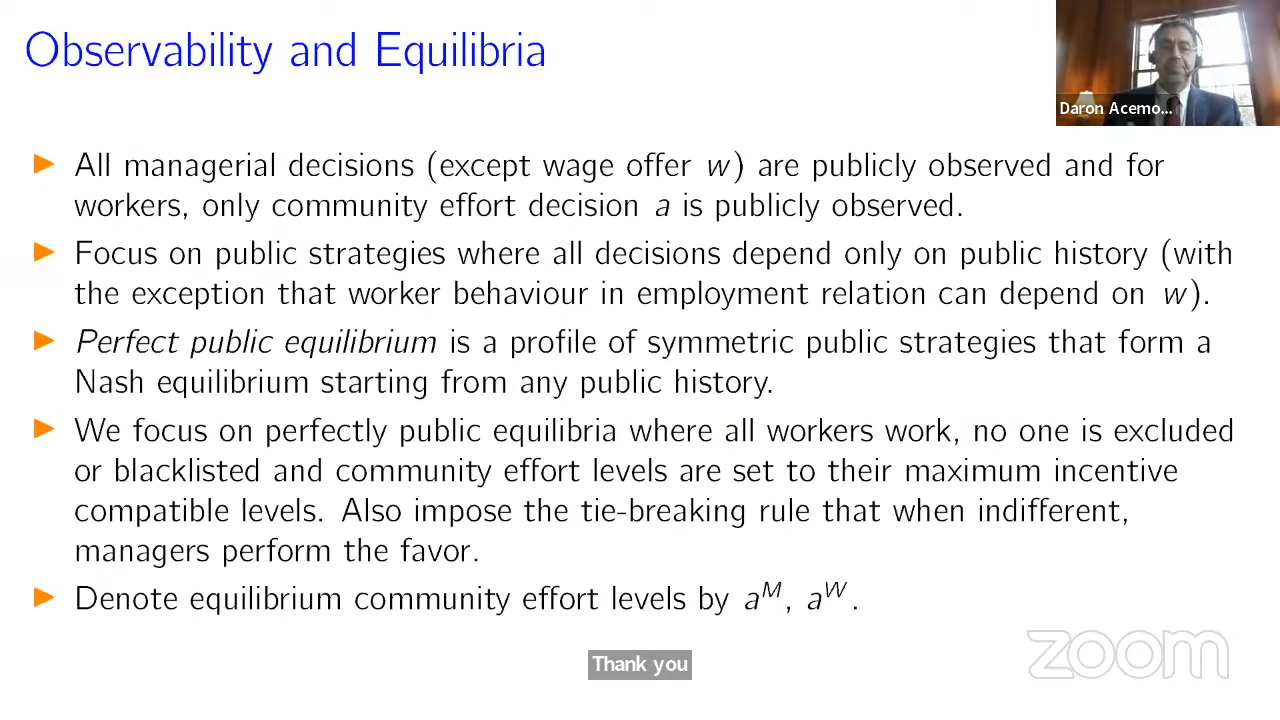 Observability and Equilibria
Daron Acemo...
▶ All managerial decisions (except wage offer w) are publicly observed and for
workers, only community effort decision a is publicly observed.
▶ Focus on public strategies where all decisions depend only on public history (with
the exception that worker behaviour in employment relation can depend on w).
▶ Perfect public equilibrium is a profile of symmetric public strategies that form a
Nash equilibrium starting from any public history.
▶ We focus on perfectly public equilibria where all workers work, no one is excluded
or blacklisted and community effort levels are set to their maximum incentive
compatible levels. Also impose the tie-breaking rule that when indifferent,
managers perform the favor.
▶ Denote equilibrium community effort levels by a^M, a^W.
zoom
Thank you